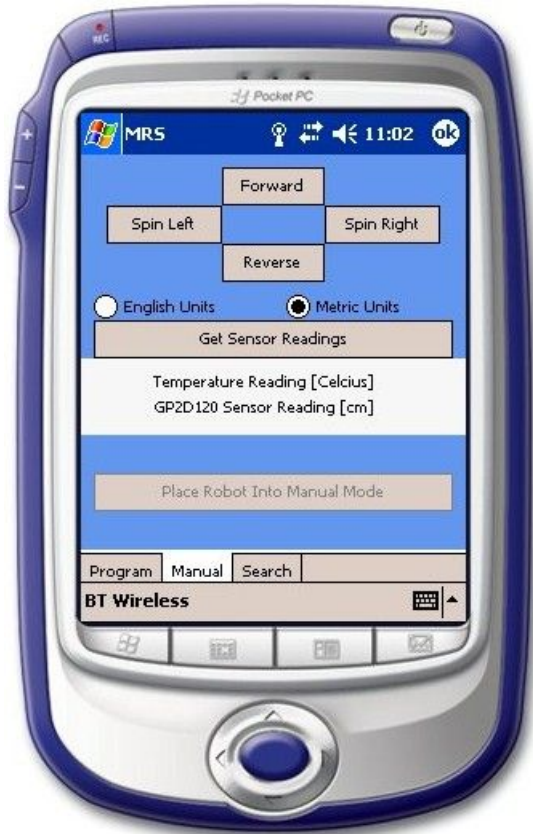 REC
Pocket PC
MRS 11:02 ok
Forward
Spin Left Spin Right
Reverse
English Units Metric Units
Get Sensor Readings
Temperature Reading [Celcius]
GP2D120 Sensor Reading [cm]
Place Robot Into Manual Mode
Program Manual Search
BT Wireless
+
-